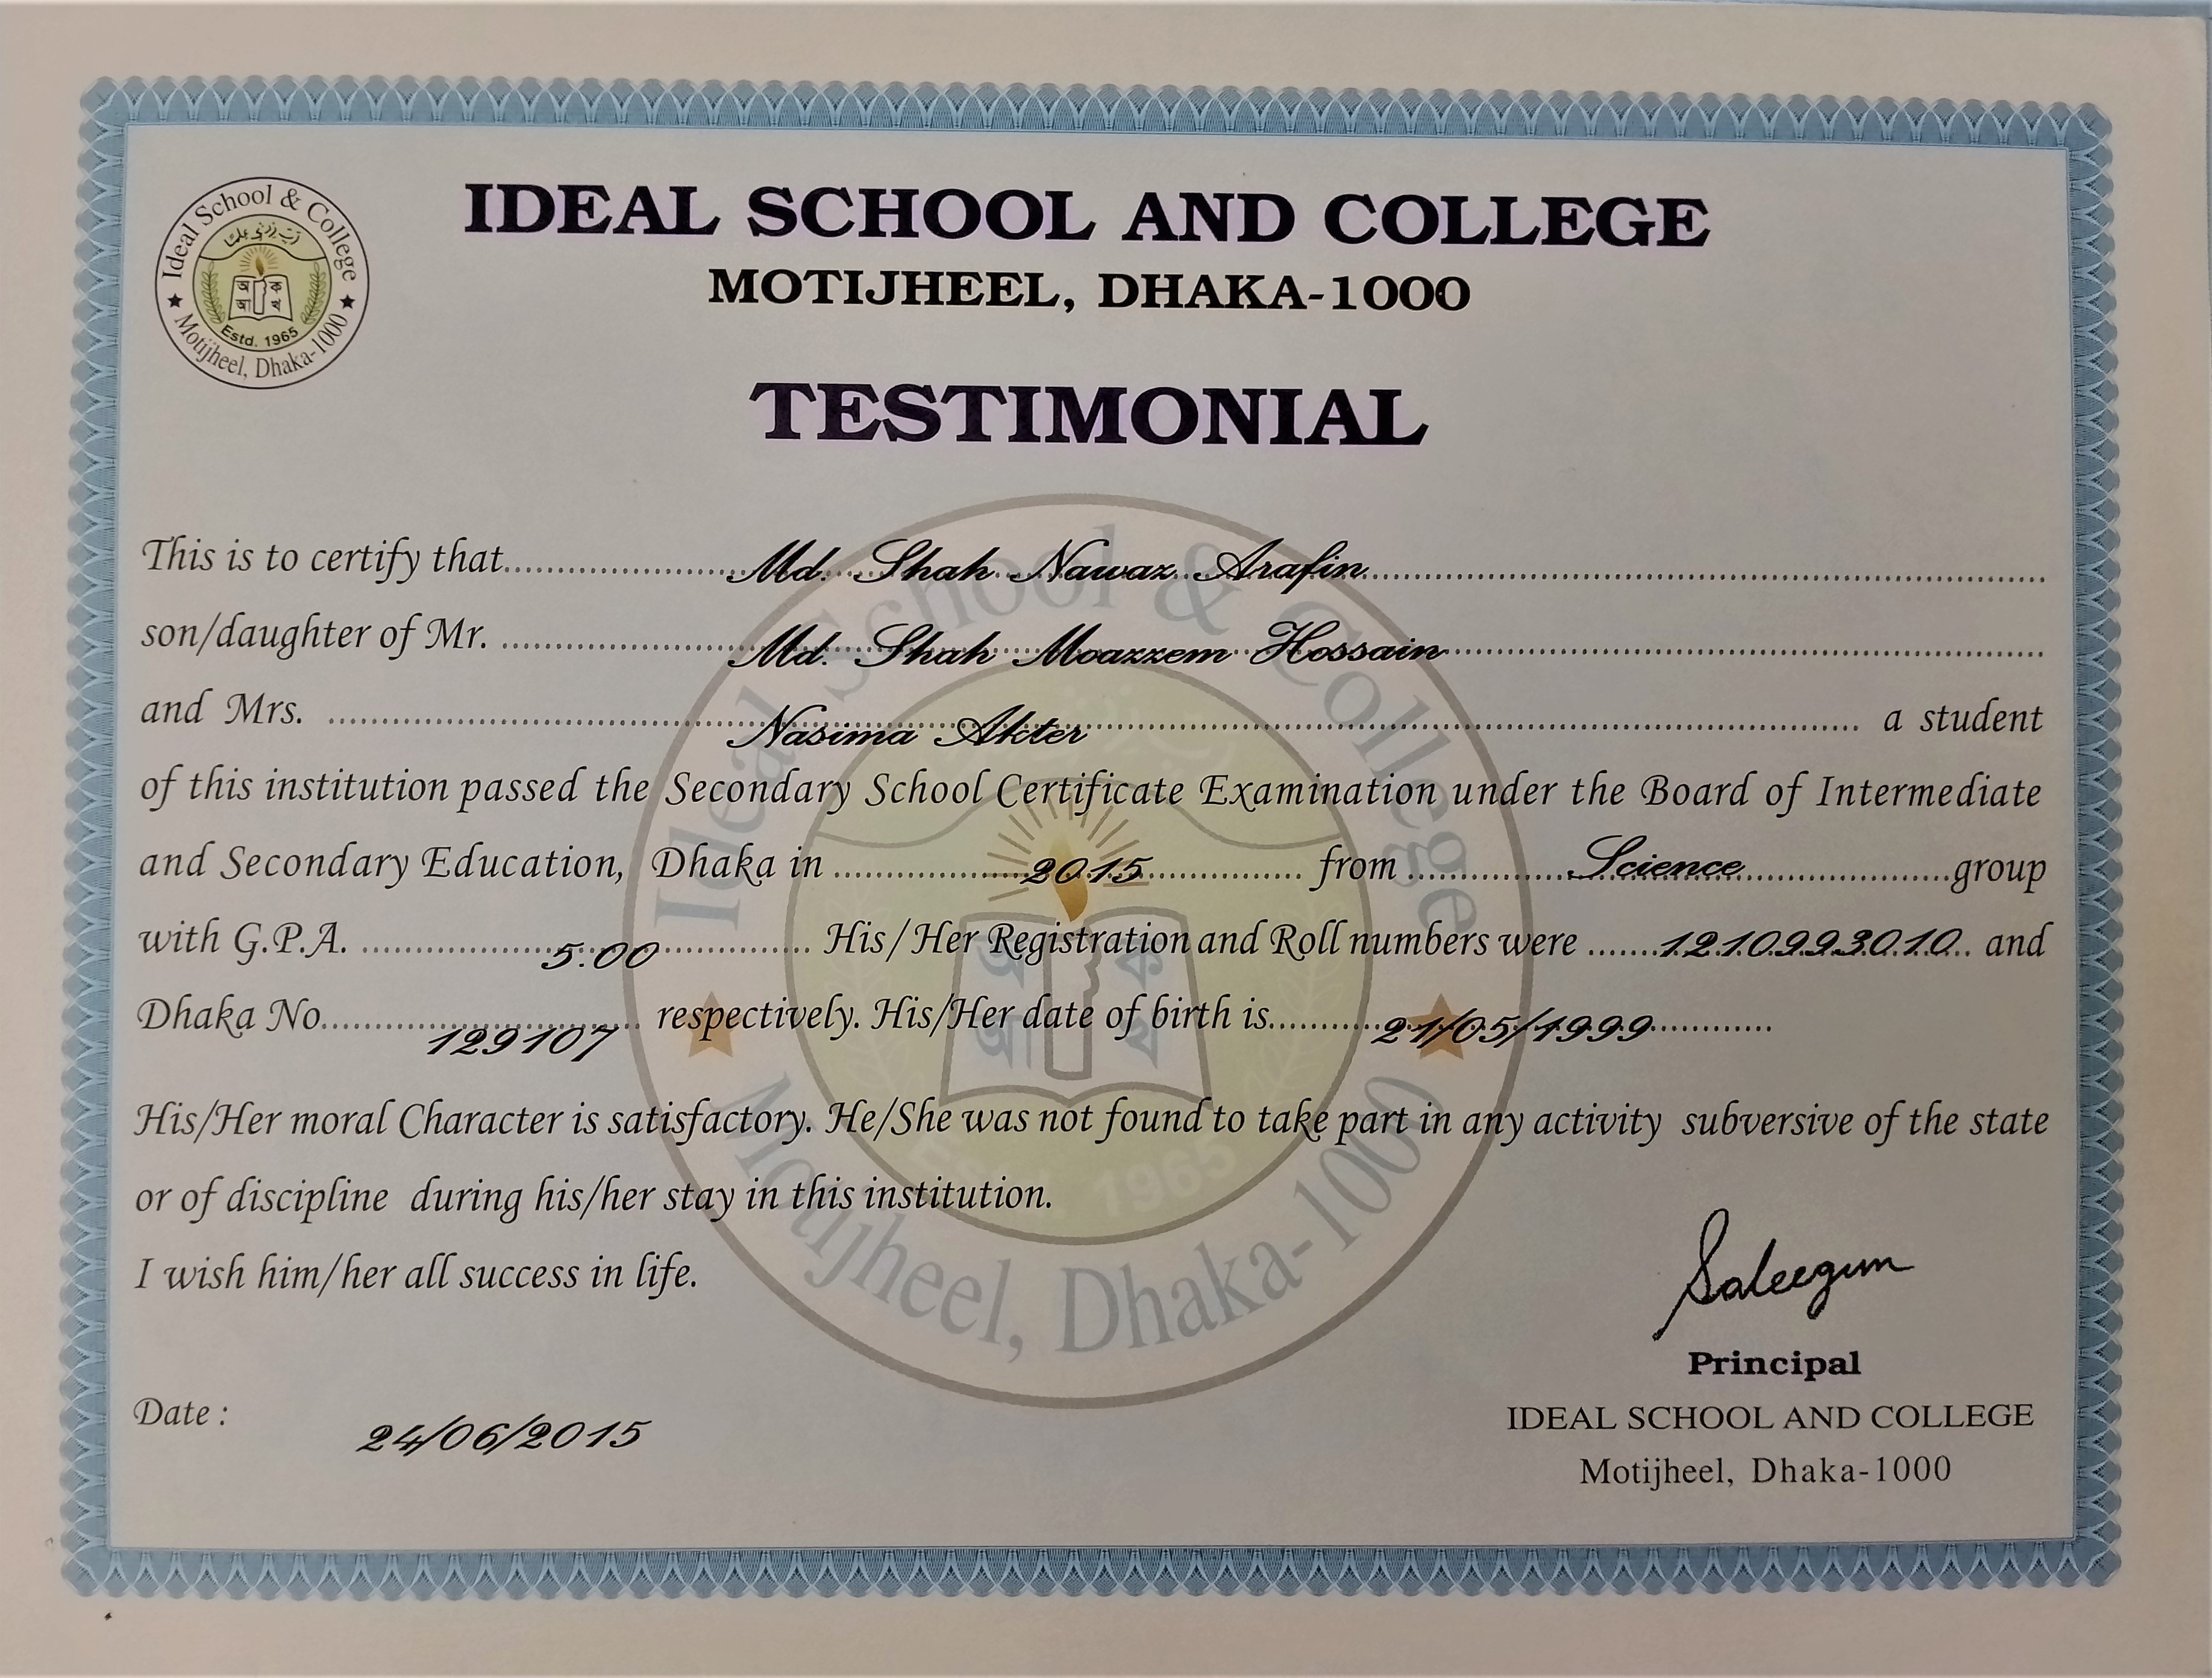 Ideal School & College
رَبِّ زِدْنِي عِلْمًا
অ ক
আ খ
Estd. 1965
Motijheel, Dhaka-1000
IDEAL SCHOOL AND COLLEGE
MOTIJHEEL, DHAKA-1000
TESTIMONIAL
This is to certify that Md. Shah Nawaz Arafin
son/daughter of Mr. Md. Shah Moazzem Hossain
and Mrs. Nasima Akter a student
of this institution passed the Secondary School Certificate Examination under the Board of Intermediate
and Secondary Education, Dhaka in 2015 from Science group
with G.P.A. 5.00 His/Her Registration and Roll numbers were 1210993010 and
Dhaka No. 129107 respectively. His/Her date of birth is 21/05/1999
His/Her moral Character is satisfactory. He/She was not found to take part in any activity subversive of the state
or of discipline during his/her stay in this institution.
I wish him/her all success in life.
Principal
IDEAL SCHOOL AND COLLEGE
Motijheel, Dhaka-1000
Date : 24/06/2015
Ideal School & College
অ ক
আ খ
Estd. 1965
Motijheel, Dhaka-1000